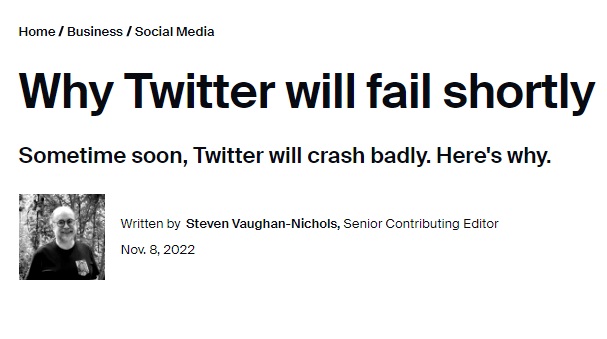 Home / Business / Social Media
Why Twitter will fail shortly
Sometime soon, Twitter will crash badly. Here's why.
Written by Steven Vaughan-Nichols, Senior Contributing Editor
Nov. 8, 2022